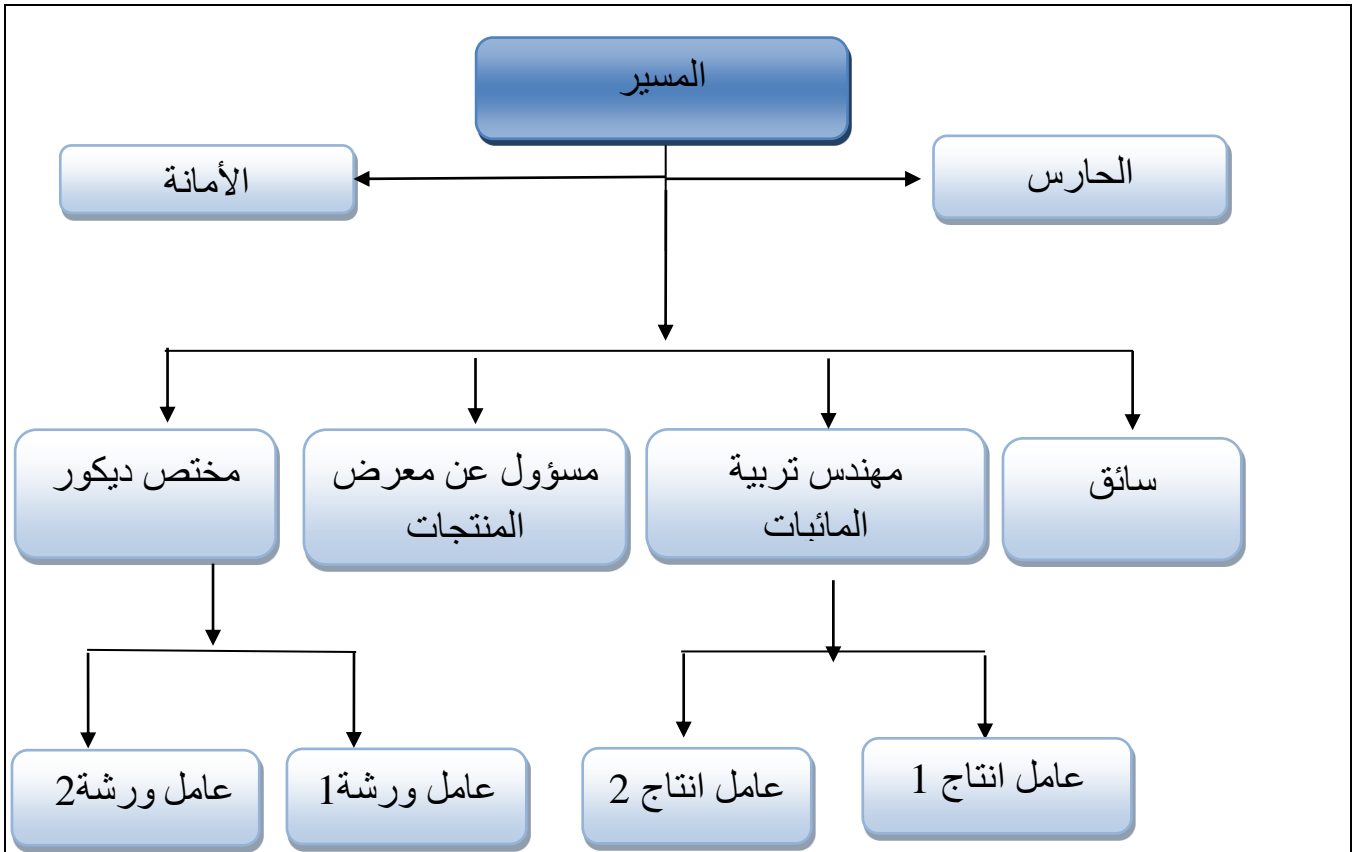 المسير
الحارس
الأمانة
سائق
مهندس تربية
المائيات
مسؤول عن معرض
المنتجات
مختص ديكور
عامل انتاج 1
عامل انتاج 2
عامل ورشة1
عامل ورشة2